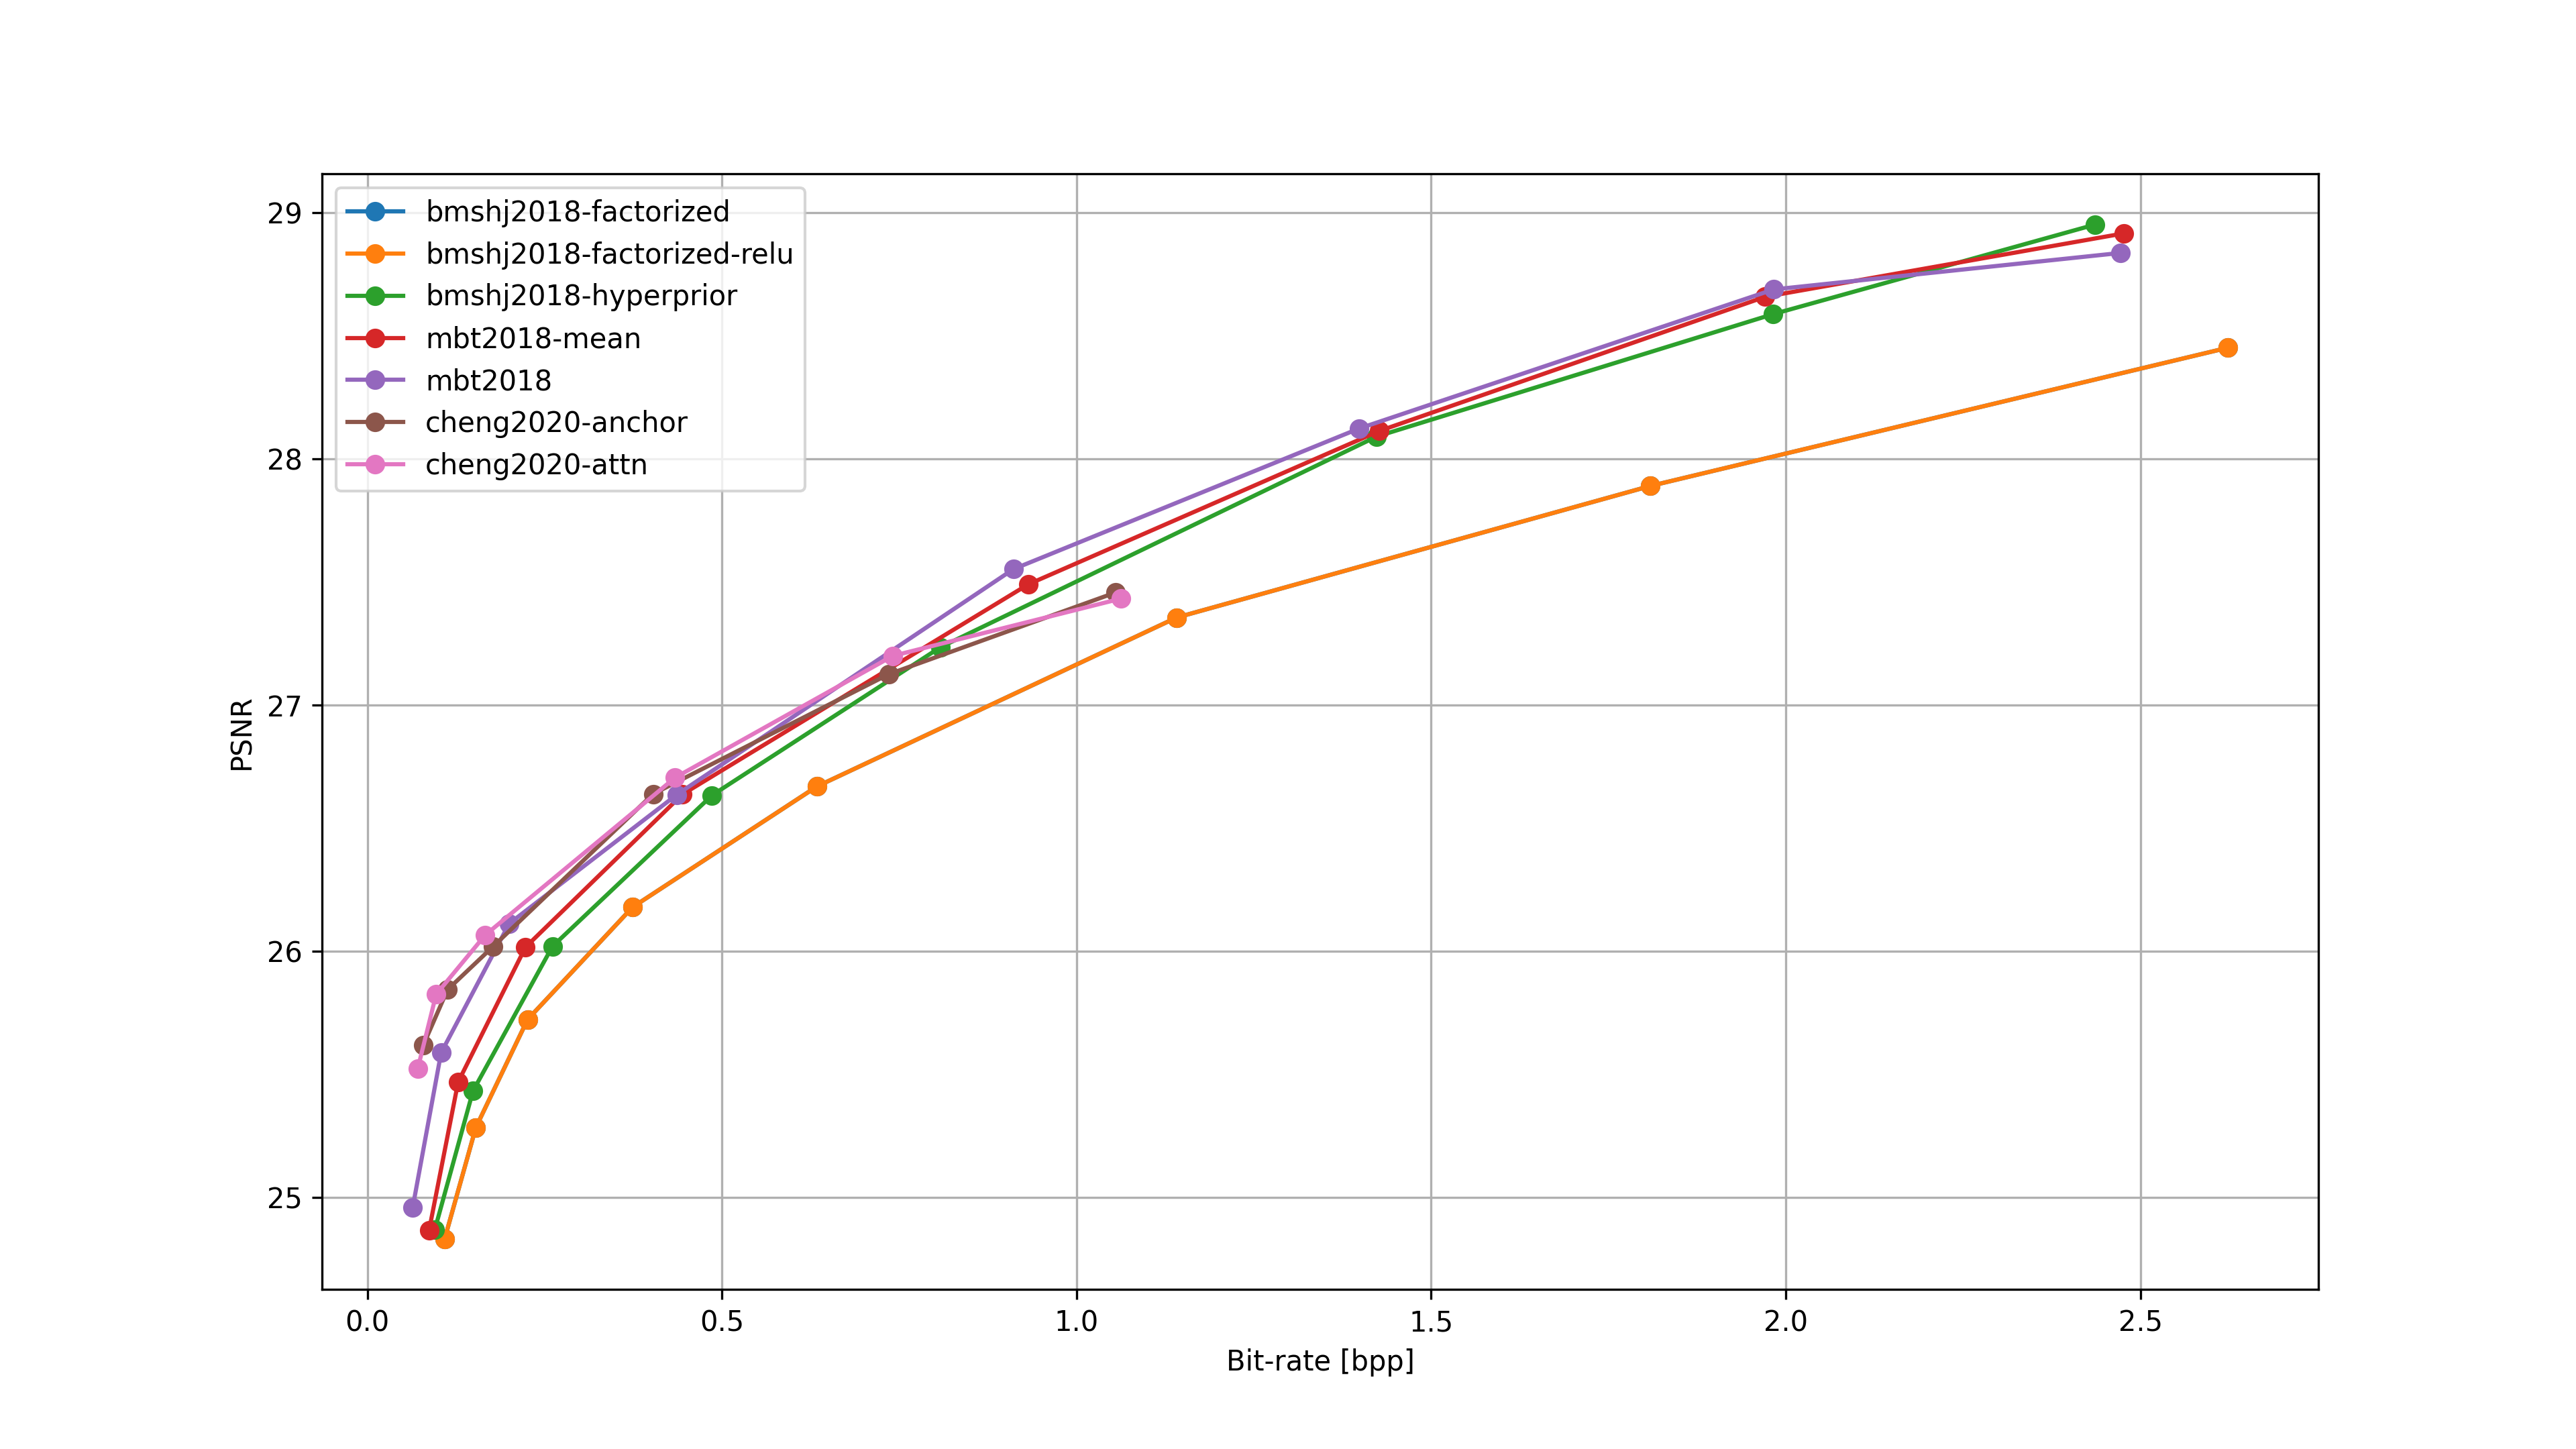 bmshj2018-factorized
bmshj2018-factorized-relu
bmshj2018-hyperprior
mbt2018-mean
mbt2018
cheng2020-anchor
cheng2020-attn
29
28
27
26
25
PSNR
0.0 0.5 1.0 1.5 2.0 2.5
Bit-rate [bpp]